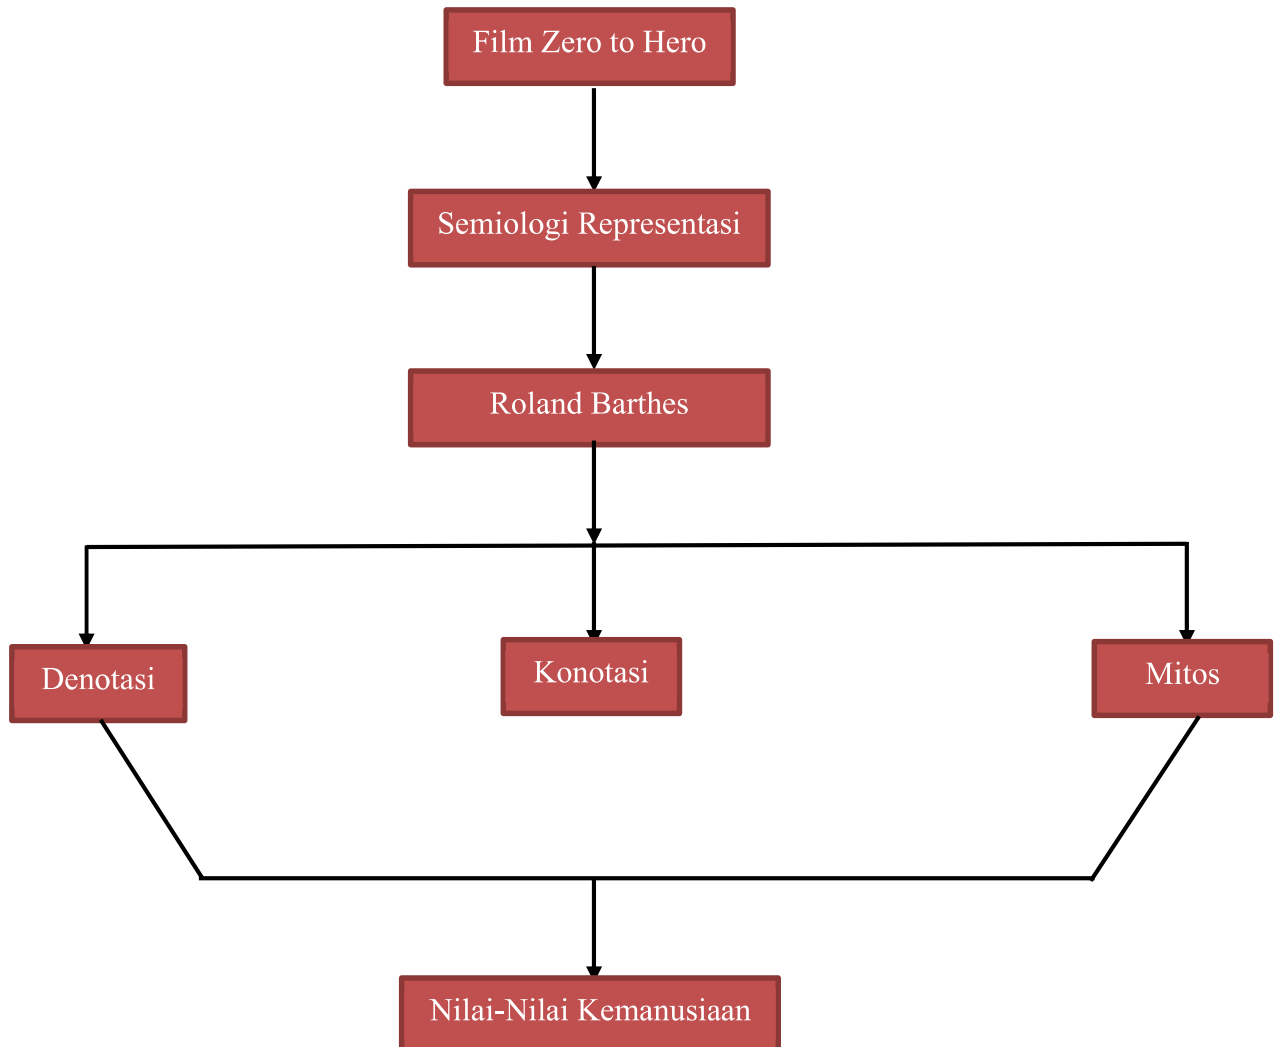 Film Zero to Hero
Semiologi Representasi
Roland Barthes
Denotasi
Konotasi
Mitos
Nilai-Nilai Kemanusiaan